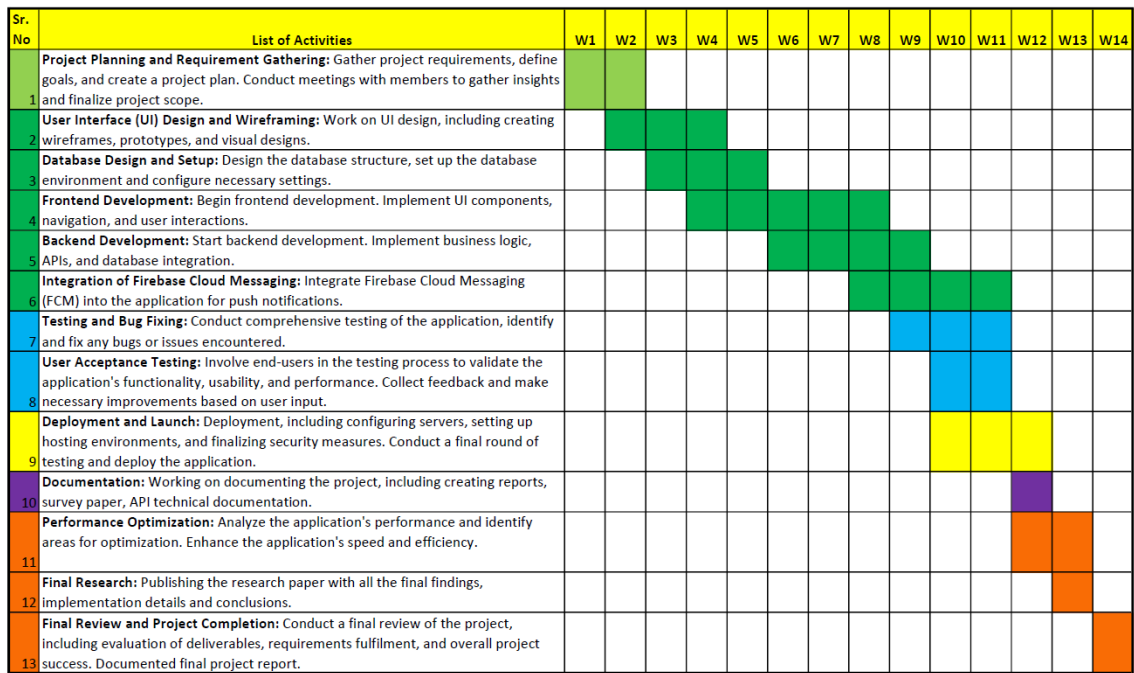 Sr.
No List of Activities W1 W2 W3 W4 W5 W6 W7 W8 W9 W10 W11 W12 W13 W14
Project Planning and Requirement Gathering: Gather project requirements, define
goals, and create a project plan. Conduct meetings with members to gather insights
1 and finalize project scope.
User Interface (UI) Design and Wireframing: Work on UI design, including creating
2 wireframes, prototypes, and visual designs.
Database Design and Setup: Design the database structure, set up the database
3 environment and configure necessary settings.
Frontend Development: Begin frontend development. Implement UI components,
4 navigation, and user interactions.
Backend Development: Start backend development. Implement business logic,
5 APIs, and database integration.
Integration of Firebase Cloud Messaging: Integrate Firebase Cloud Messaging
6 (FCM) into the application for push notifications.
Testing and Bug Fixing: Conduct comprehensive testing of the application, identify
7 and fix any bugs or issues encountered.
User Acceptance Testing: Involve end-users in the testing process to validate the
application's functionality, usability, and performance. Collect feedback and make
8 necessary improvements based on user input.
Deployment and Launch: Deployment, including configuring servers, setting up
hosting environments, and finalizing security measures. Conduct a final round of
9 testing and deploy the application.
Documentation: Working on documenting the project, including creating reports,
10 survey paper, API technical documentation.
Performance Optimization: Analyze the application's performance and identify
areas for optimization. Enhance the application's speed and efficiency.
11
Final Research: Publishing the research paper with all the final findings,
12 implementation details and conclusions.
Final Review and Project Completion: Conduct a final review of the project,
including evaluation of deliverables, requirements fulfilment, and overall project
13 success. Documented final project report.